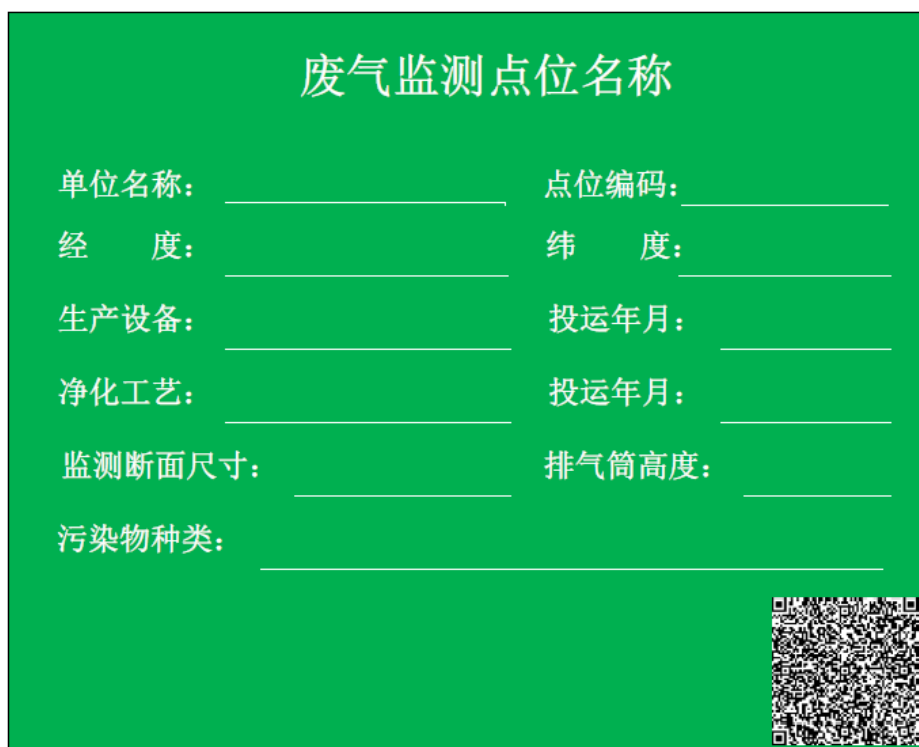 废气监测点位名称
单位名称: 点位编码:
经 度: 纬 度:
生产设备: 投运年月:
净化工艺: 投运年月:
监测断面尺寸: 排气筒高度:
污染物种类: